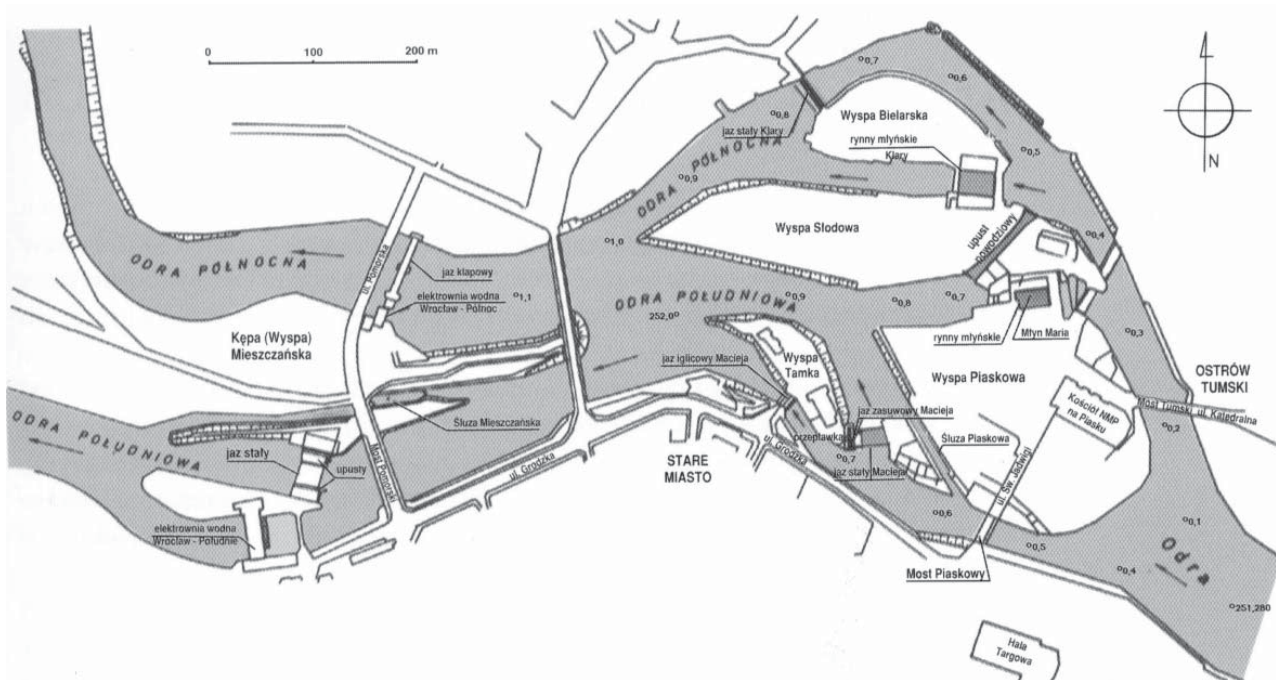 0 100 200 m
N
ODRA PÓŁNOCNA
ODRA PÓŁNOCNA
ul. Pomorska
jaz klapowy
elektrownia wodna
Wrocław - Północ
°1,1
Kępa (Wyspa)
Mieszczańska
Śluza Mieszczańska
ODRA POŁUDNIOWA
jaz stały
upusty
elektrownia wodna
Wrocław - Południe
Most Pomorski
ul. Grodzka
°0,7
°0,6
°0,8
jaz stały Klary
Wyspa Bielarska
rynny młyńskie
Klary
°0,5
°0,9
°1,0
Wyspa Słodowa
upust
powodziowy
°0,4
ODRA POŁUDNIOWA
252,0°
°0,9
°0,8
°0,7
rynny młyńskie
Młyn Maria
°0,3
jaz iglicowy Macieja
Wyspa
Tamka
Wyspa Piaskowa
OSTRÓW
TUMSKI
Kościół NMP
na Piasku
Most Tumski
ul. Katedralna
°0,2
jaz zasuwowy Macieja
przepławka
°0,7
jaz stały Macieja
Śluza Piaskowa
STARE
MIASTO
ul. Grodzka
ul. Św. Jadwigi
°0,6
°0,5
°0,4
°0,1
Odra
Most Piaskowy
°251,280
Hala
Targowa